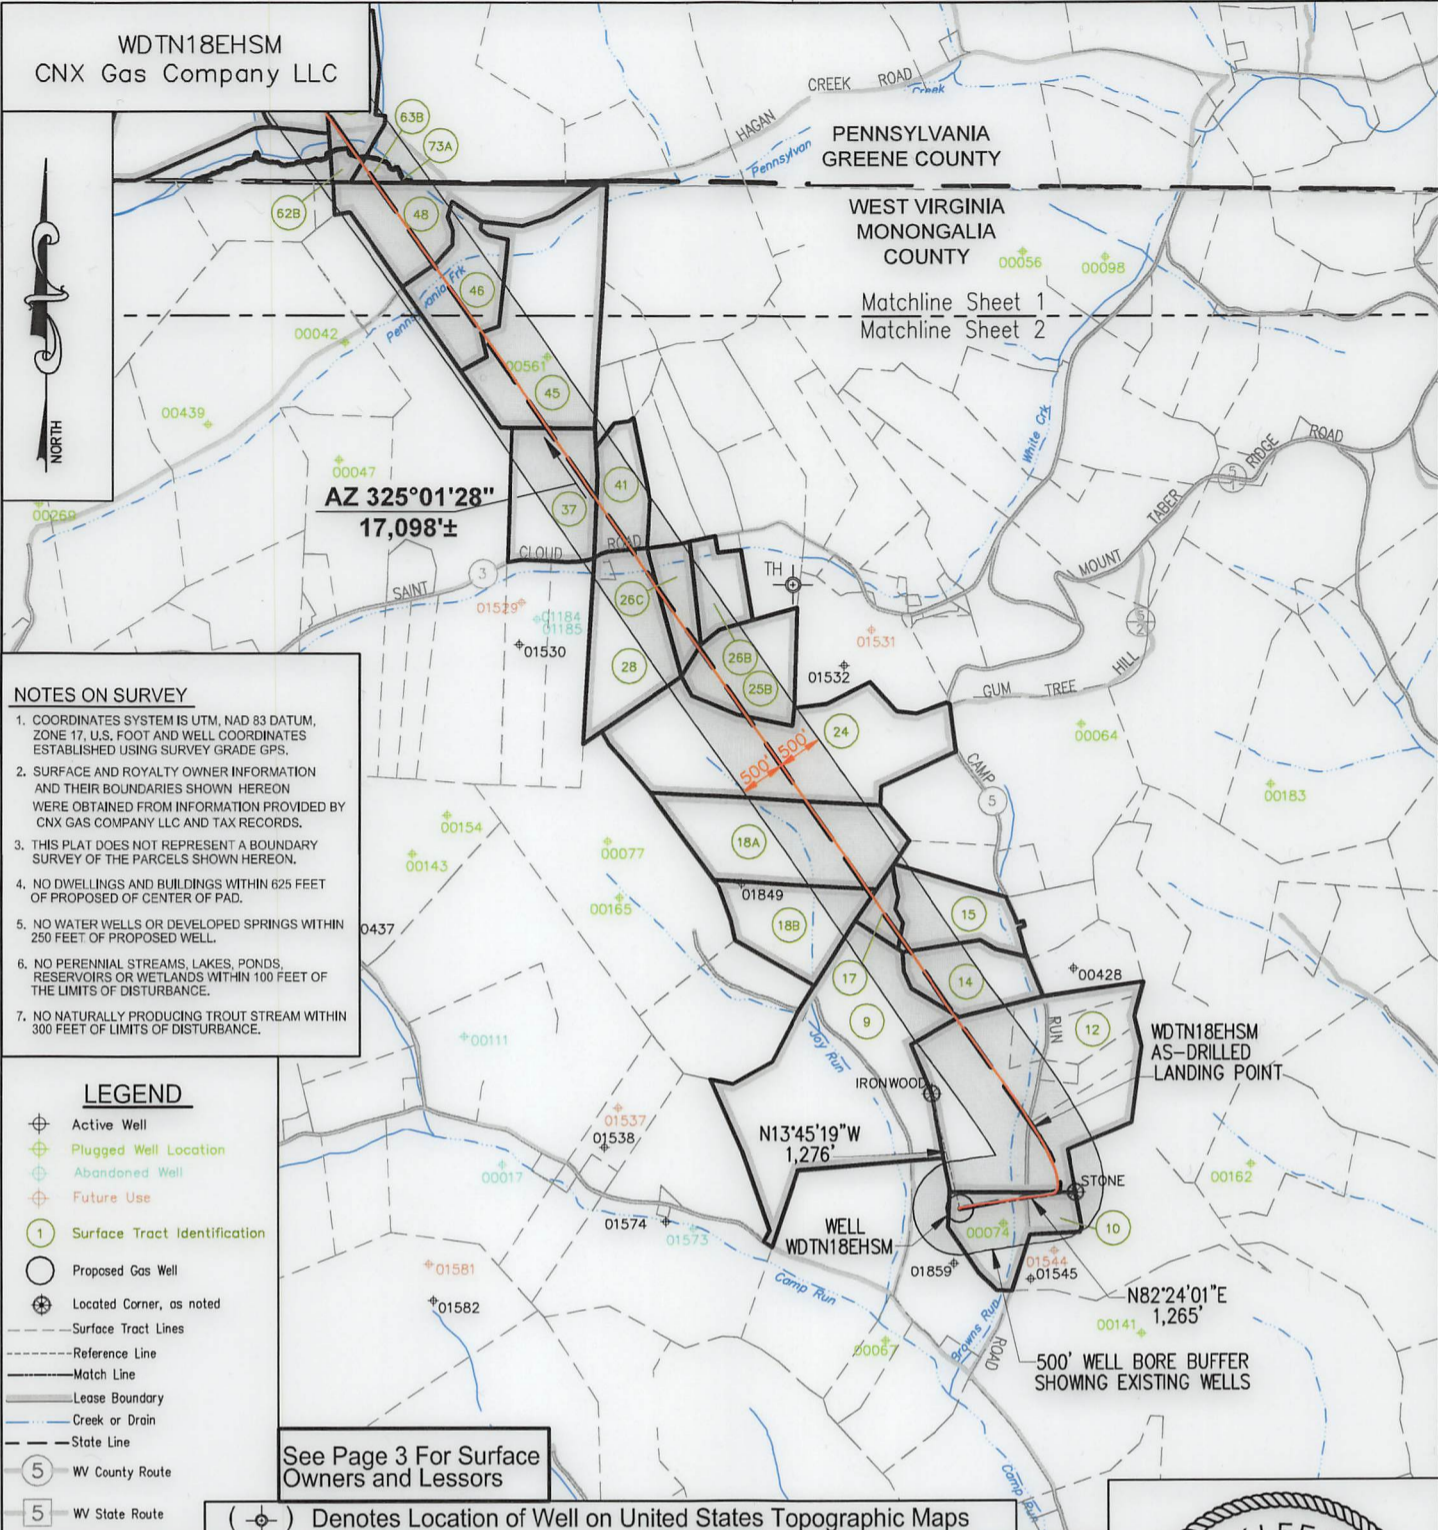 WDTN18EHSM
CNX Gas Company LLC
63B
73A
62B
48
HAGAN CREEK ROAD
Creek
Pennsylvan
PENNSYLVANIA
GREENE COUNTY
WEST VIRGINIA
MONONGALIA
COUNTY
00056
00098
Matchline Sheet 1
Matchline Sheet 2
NORTH
46
00042
00561
45
00439
00047
00269
AZ 325°01'28"
17,098'±
37
41
White Crk
MOUNT TABER RIDGE ROAD
5
1
SAINT CLOUD ROAD
3
TH
26C
01529
01184
01185
01530
28
26B
25B
01531
01532
5
2
GUM TREE HILL
24
00064
500' 500'
CAMP
5
00183
NOTES ON SURVEY
1. COORDINATES SYSTEM IS UTM, NAD 83 DATUM,
ZONE 17, U.S. FOOT AND WELL COORDINATES
ESTABLISHED USING SURVEY GRADE GPS.
2. SURFACE AND ROYALTY OWNER INFORMATION
AND THEIR BOUNDARIES SHOWN HEREON
WERE OBTAINED FROM INFORMATION PROVIDED BY
CNX GAS COMPANY LLC AND TAX RECORDS.
3. THIS PLAT DOES NOT REPRESENT A BOUNDARY
SURVEY OF THE PARCELS SHOWN HEREON.
4. NO DWELLINGS AND BUILDINGS WITHIN 625 FEET
OF PROPOSED OF CENTER OF PAD.
5. NO WATER WELLS OR DEVELOPED SPRINGS WITHIN
250 FEET OF PROPOSED WELL.
6. NO PERENNIAL STREAMS, LAKES, PONDS,
RESERVOIRS OR WETLANDS WITHIN 100 FEET OF
THE LIMITS OF DISTURBANCE.
7. NO NATURALLY PRODUCING TROUT STREAM WITHIN
300 FEET OF LIMITS OF DISTURBANCE.
00154
00143
00077
00165
0437
18A
01849
18B
15
17
14
9
00428
12
RUN
00111
Joy Run
IRONWOOD
WDTN18EHSM
AS-DRILLED
LANDING POINT
N13°45'19"W
1,276'
01537
01538
00017
01574
01573
01581
01582
STONE
00162
WELL
WDTN18EHSM
00074
10
01859
01544
01545
N82°24'01"E
1,265'
00141
Camp Run
Browns Run
ROAD
00067
500' WELL BORE BUFFER
SHOWING EXISTING WELLS
Camp Run
LEGEND
Active Well
Plugged Well Location
Abandoned Well
Future Use
1 Surface Tract Identification
Proposed Gas Well
Located Corner, as noted
Surface Tract Lines
Reference Line
Match Line
Lease Boundary
Creek or Drain
State Line
5 WV County Route
5 WV State Route
See Page 3 For Surface
Owners and Lessors
( ) Denotes Location of Well on United States Topographic Maps